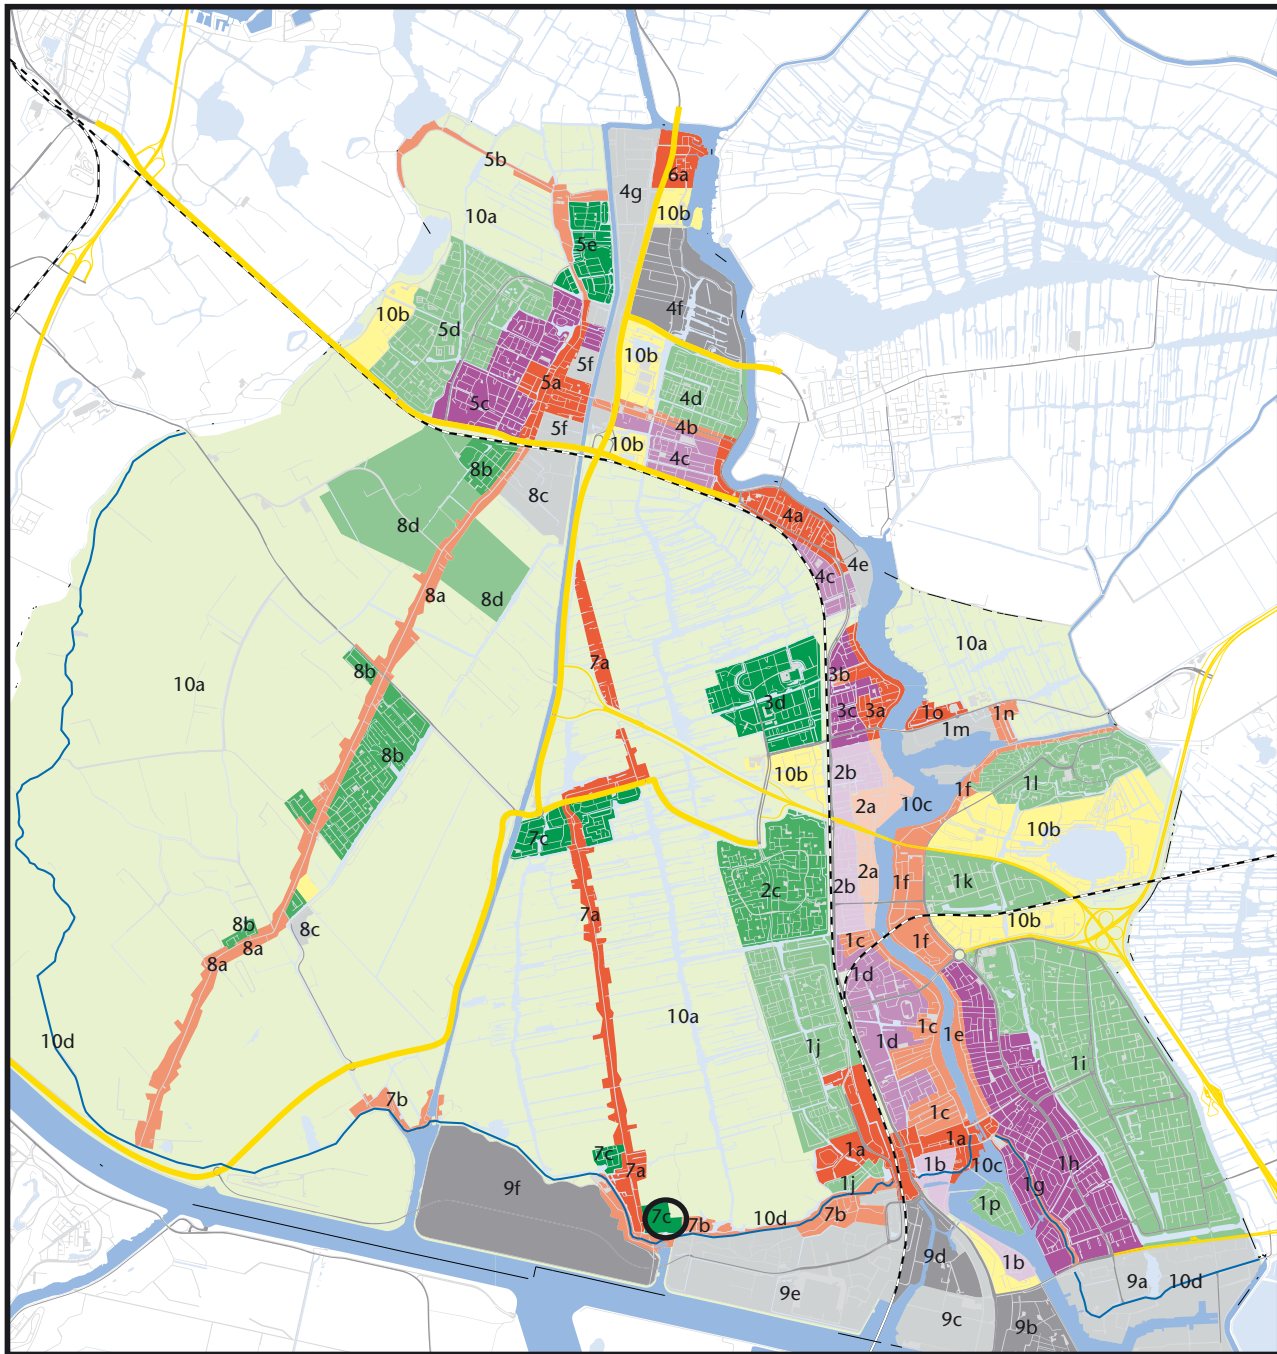 5b
4g
6a
10a
10b
5e
4f
10b
5d
10b
5f
5a
4d
5c
5f
4b
10b
4c
8b
8c
8d
4a
4e
4c
8a
8d
10a
7a
8b
3b
10a
3d
3c
3a
1o
1n
1m
8b
10b
2b
1l
1f
2a
10c
10b
7c
2a
1f
1k
2c
2b
7a
8b
8c
10b
8a
1c
1f
8a
1d
10a
10d
1c
1e
1d
1j
1i
7b
1c
1a
1a
7c
1b
10c
1h
7a
9f
1j
1g
1p
7c
7b
10d
7b
9d
1b
9a
10d
9e
9c
9b